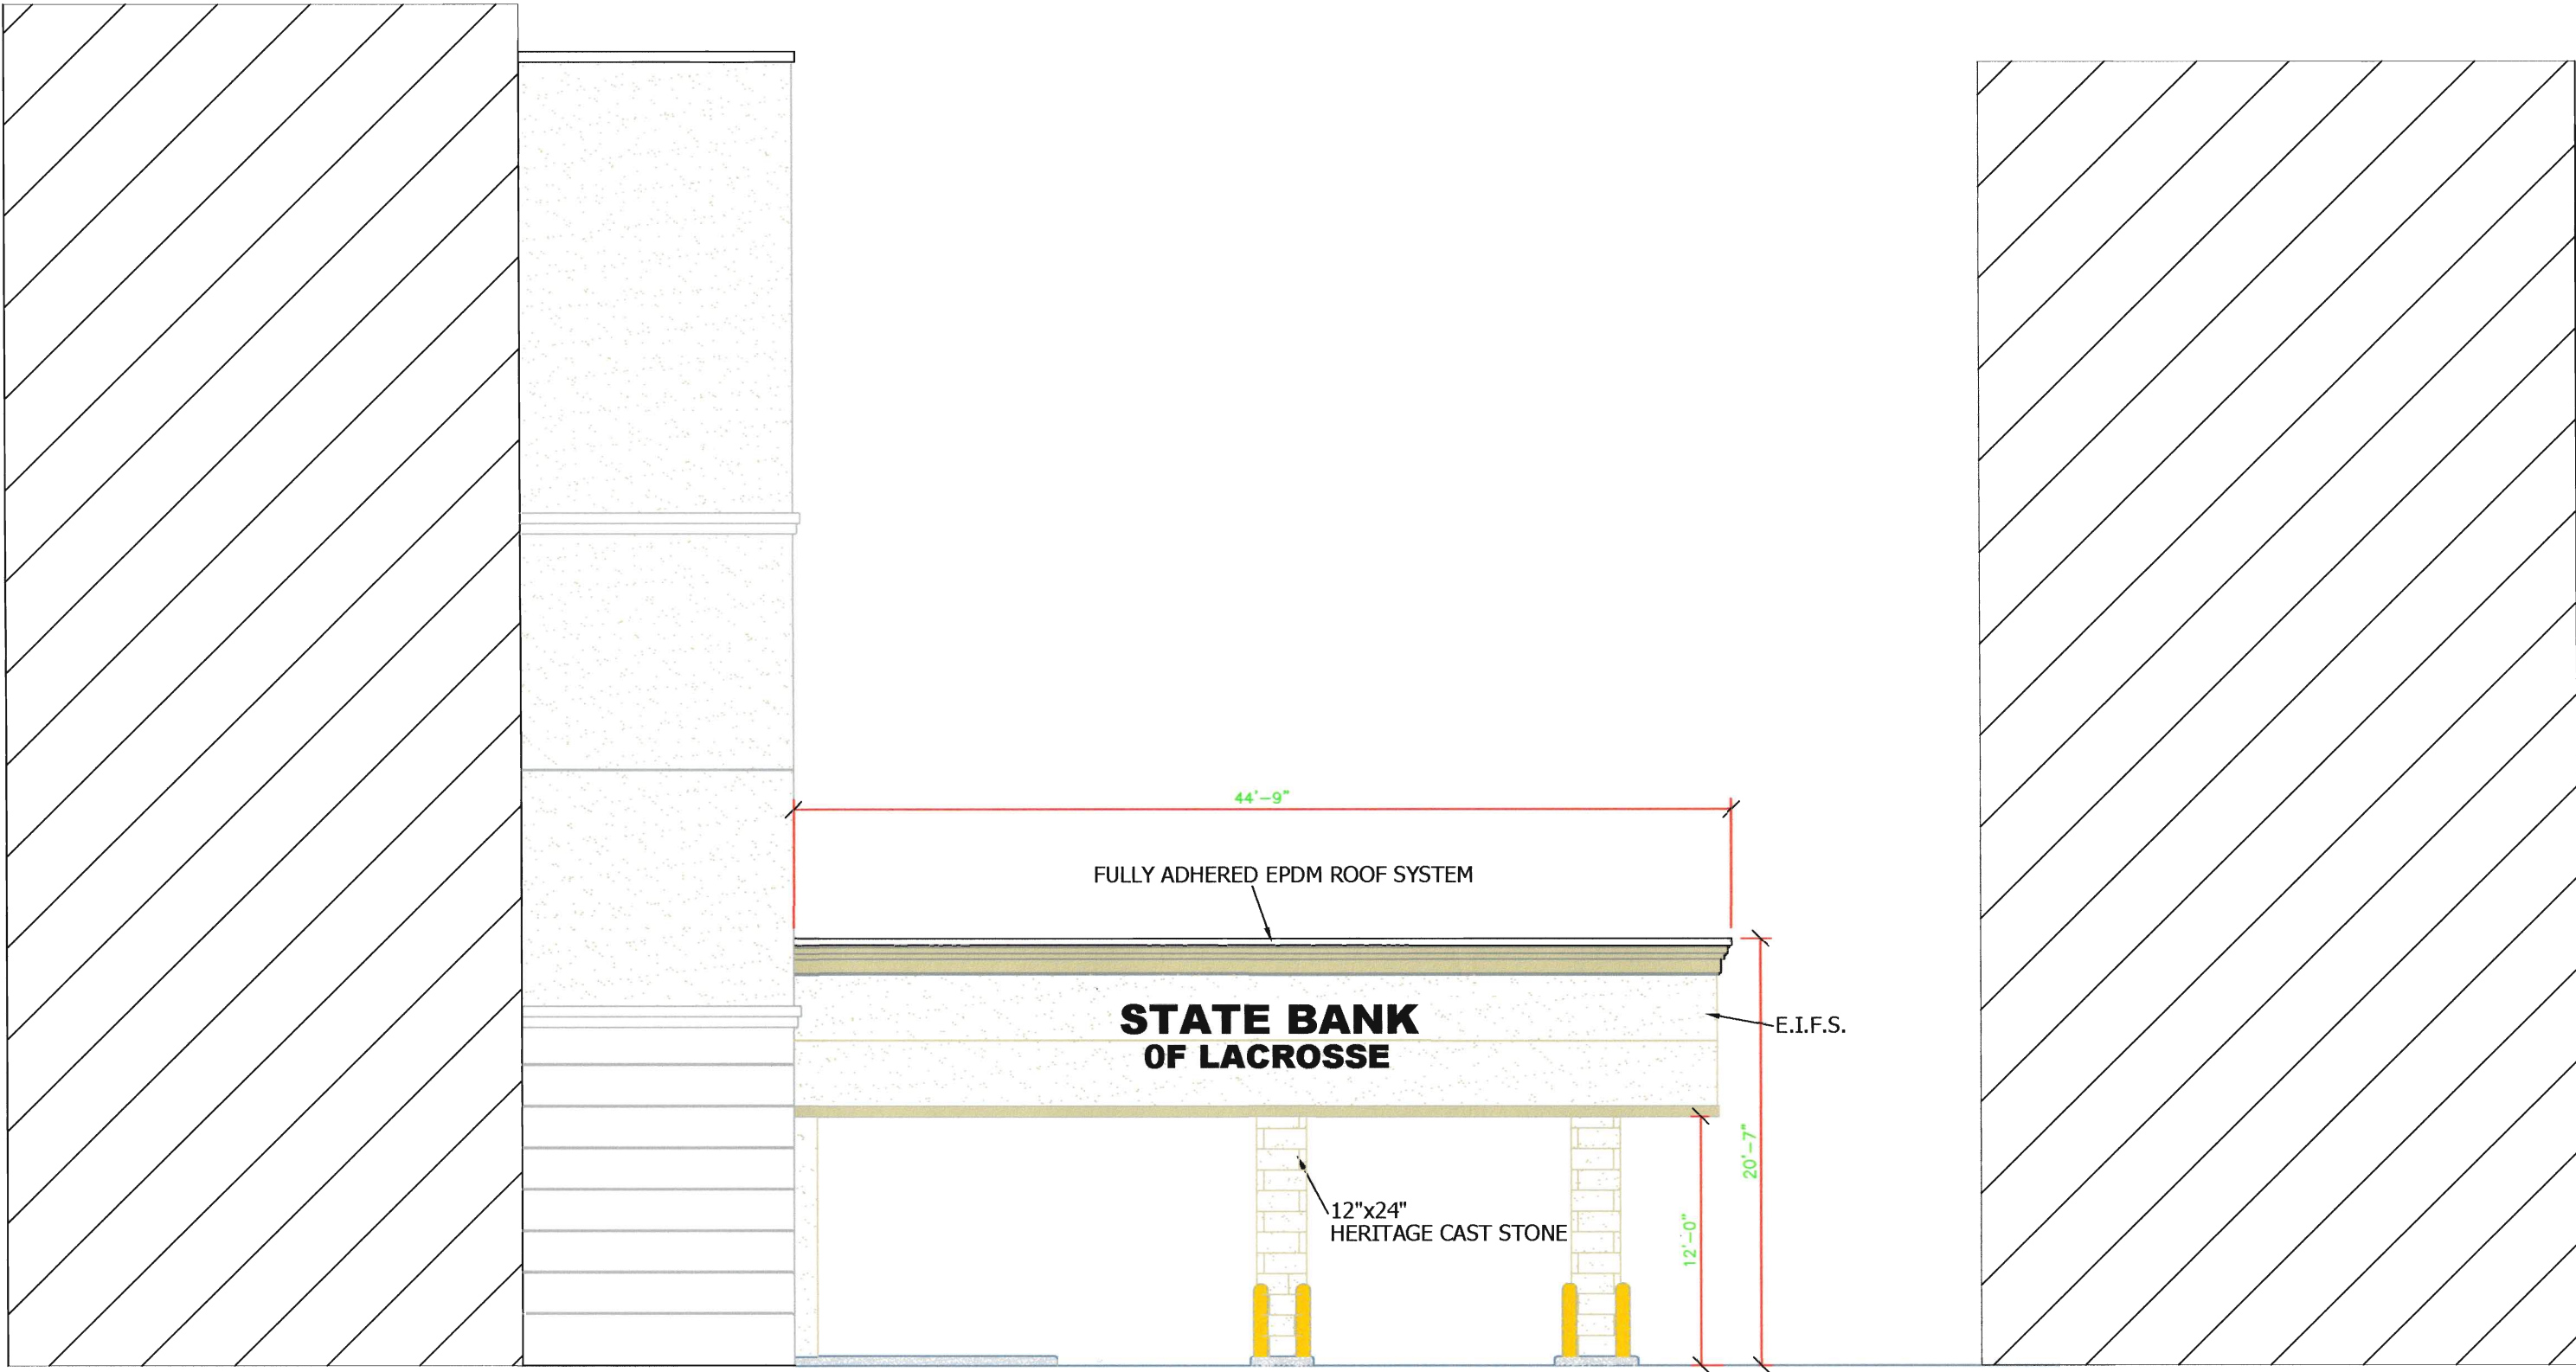 44'-9"
FULLY ADHERED EPDM ROOF SYSTEM
STATE BANK
OF LACROSSE
E.I.F.S.
20'-7"
12'-0"
12"x24"
HERITAGE CAST STONE